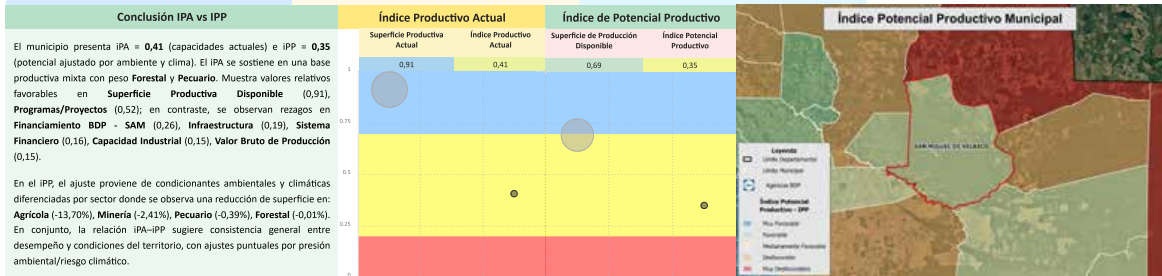 Conclusión IPA vs IPP
El municipio presenta iPA = 0,41 (capacidades actuales) e iPP = 0,35
(potencial ajustado por ambiente y clima). El iPA se sostiene en una base
productiva mixta con peso Forestal y Pecuario. Muestra valores relativos
favorables en Superficie Productiva Disponible (0,91),
Programas/Proyectos (0,52); en contraste, se observan rezagos en
Financiamiento BDP - SAM (0,26), Infraestructura (0,19), Sistema
Financiero (0,16), Capacidad Industrial (0,15), Valor Bruto de Producción
(0,15).
En el iPP, el ajuste proviene de condicionantes ambientales y climáticas
diferenciadas por sector donde se observa una reducción de superficie en:
Agrícola (-13,70%), Minería (-2,41%), Pecuario (-0,39%), Forestal (-0,01%).
En conjunto, la relación iPA–iPP sugiere consistencia general entre
desempeño y condiciones del territorio, con ajustes puntuales por presión
ambiental/riesgo climático.
Índice Productivo Actual
Índice de Potencial Productivo
Superficie Productiva Actual
Índice Productivo Actual
Superficie de Producción Disponible
Índice Potencial Productivo
0,91
0,41
0,69
0,35
1
0.75
0.5
0.25
0
Índice Potencial Productivo Municipal
SAN MIGUEL DE VELASCO
Leyenda
Límite Departamental
Límite Municipal
Agencias BDP
Índice Potencial
Productivo - IPP
Muy Favorable
Favorable
Medianamente Favorable
Desfavorable
Muy Desfavorable